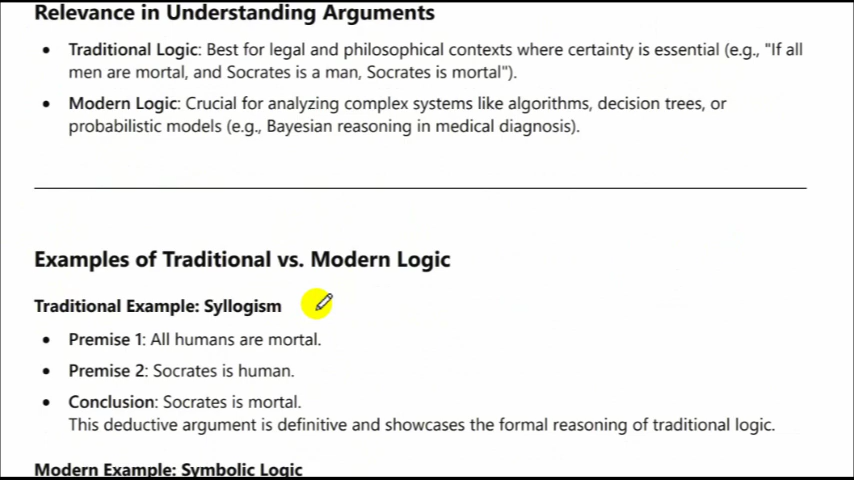 Relevance in Understanding Arguments
• Traditional Logic: Best for legal and philosophical contexts where certainty is essential (e.g., "If all
men are mortal, and Socrates is a man, Socrates is mortal").
• Modern Logic: Crucial for analyzing complex systems like algorithms, decision trees, or
probabilistic models (e.g., Bayesian reasoning in medical diagnosis).
Examples of Traditional vs. Modern Logic
Traditional Example: Syllogism
• Premise 1: All humans are mortal.
• Premise 2: Socrates is human.
• Conclusion: Socrates is mortal.
This deductive argument is definitive and showcases the formal reasoning of traditional logic.
Modern Example: Symbolic Logic